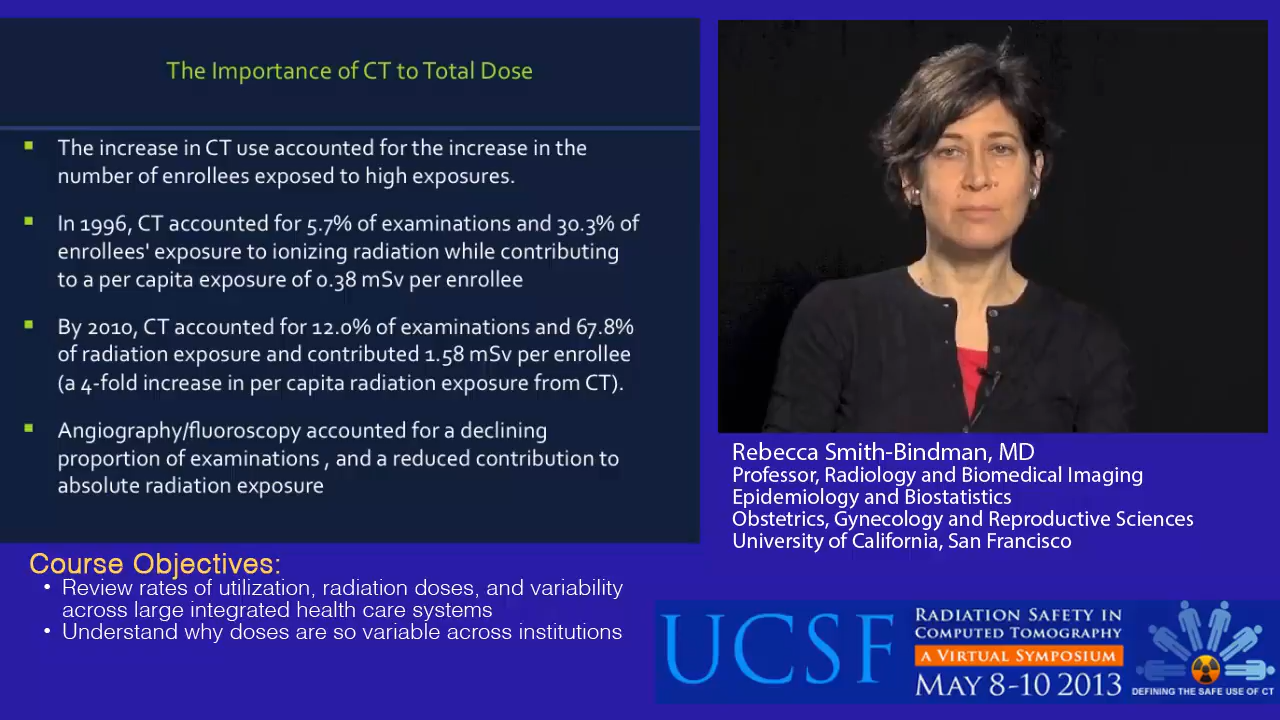 The Importance of CT to Total Dose
The increase in CT use accounted for the increase in the
number of enrollees exposed to high exposures.
In 1996, CT accounted for 5.7% of examinations and 30.3% of
enrollees' exposure to ionizing radiation while contributing
to a per capita exposure of 0.38 mSv per enrollee
By 2010, CT accounted for 12.0% of examinations and 67.8%
of radiation exposure and contributed 1.58 mSv per enrollee
(a 4-fold increase in per capita radiation exposure from CT).
Angiography/fluoroscopy accounted for a declining
proportion of examinations , and a reduced contribution to
absolute radiation exposure
Rebecca Smith-Bindman, MD
Professor, Radiology and Biomedical Imaging
Epidemiology and Biostatistics
Obstetrics, Gynecology and Reproductive Sciences
University of California, San Francisco
Course Objectives:
• Review rates of utilization, radiation doses, and variability
across large integrated health care systems
• Understand why doses are so variable across institutions
UCSF
RADIATION SAFETY IN
COMPUTED TOMOGRAPHY
A VIRTUAL SYMPOSIUM
MAY 8-10 2013
DEFINING THE SAFE USE OF CT